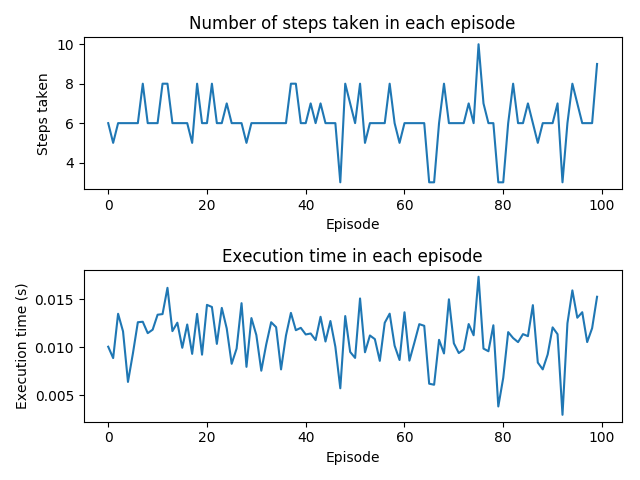 Number of steps taken in each episode
10
8
6
4
Steps taken
0 20 40 60 80 100
Episode
Execution time in each episode
0.015
0.010
0.005
Execution time (s)
0 20 40 60 80 100
Episode